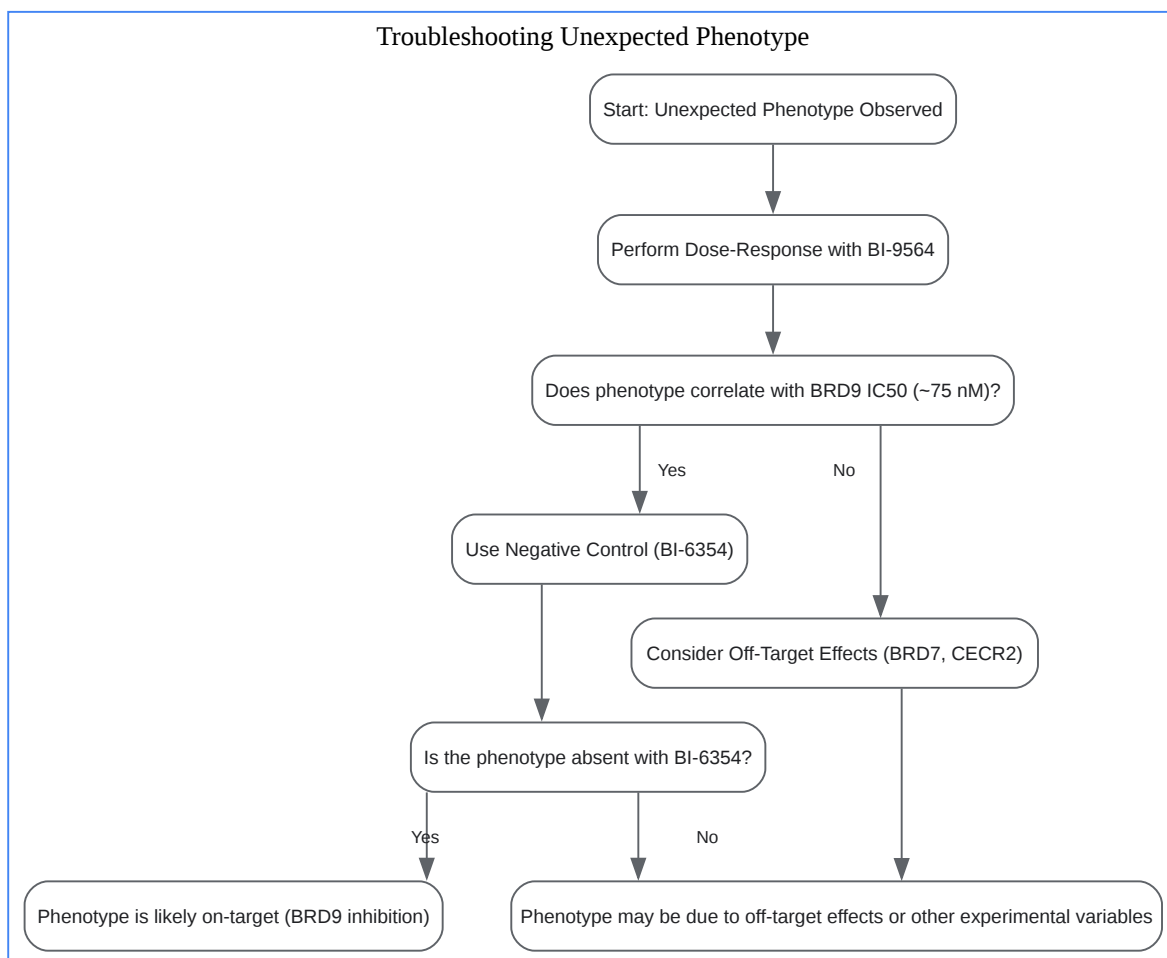 Troubleshooting Unexpected Phenotype
Start: Unexpected Phenotype Observed
Perform Dose-Response with BI-9564
Does phenotype correlate with BRD9 IC50 (~75 nM)?
Yes
No
Use Negative Control (BI-6354)
Consider Off-Target Effects (BRD7, CECR2)
Is the phenotype absent with BI-6354?
Yes
No
Phenotype is likely on-target (BRD9 inhibition)
Phenotype may be due to off-target effects or other experimental variables